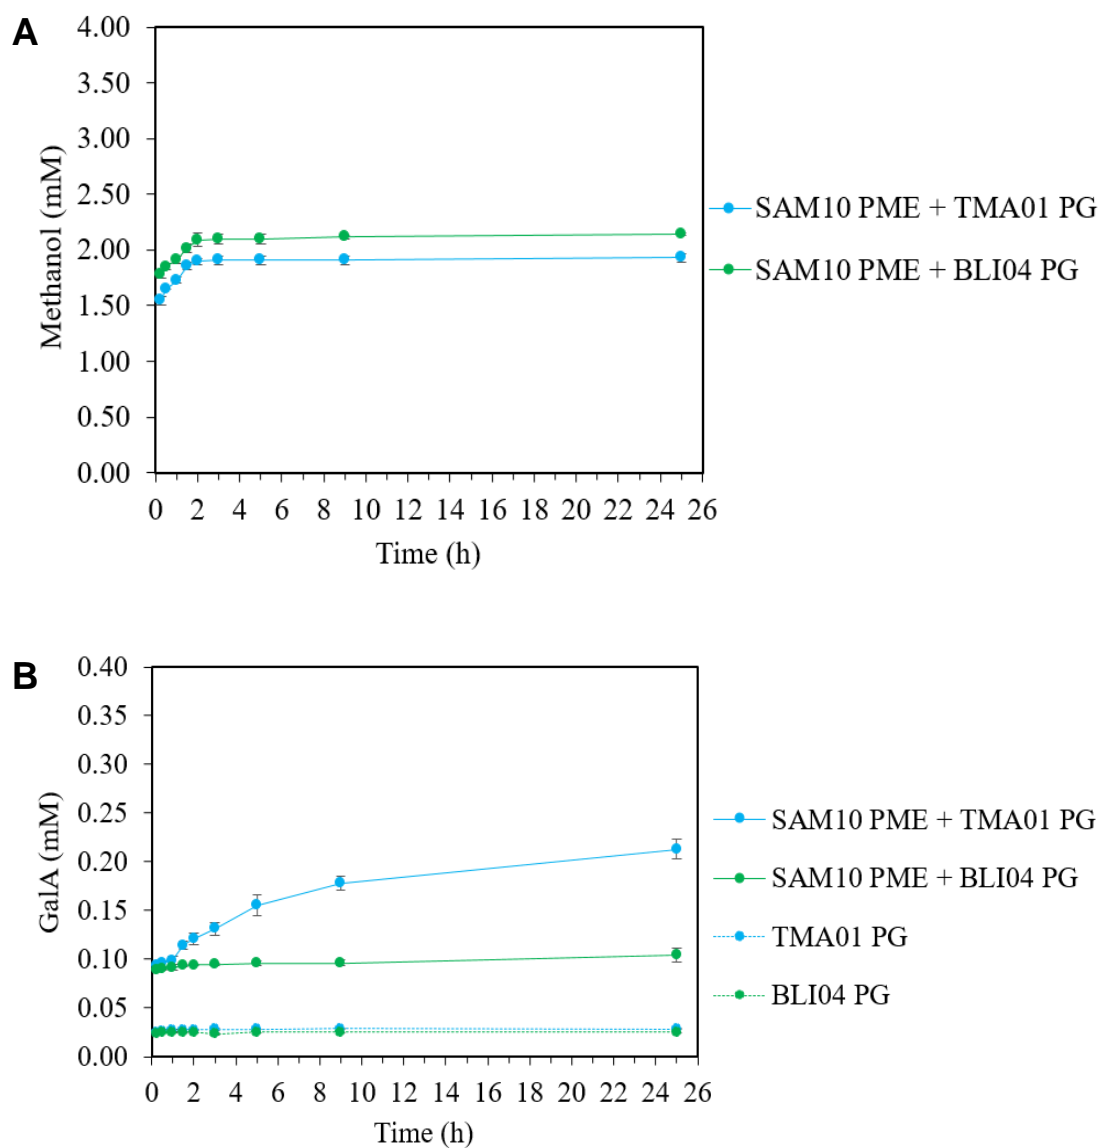 A
4.00
3.50
3.00
2.50
2.00
1.50
1.00
0.50
0.00
Methanol (mM)
0 2 4 6 8 10 12 14 16 18 20 22 24 26
Time (h)
SAM10 PME + TMA01 PG
SAM10 PME + BLI04 PG
B
0.40
0.35
0.30
0.25
0.20
0.15
0.10
0.05
0.00
GalA (mM)
0 2 4 6 8 10 12 14 16 18 20 22 24 26
Time (h)
SAM10 PME + TMA01 PG
SAM10 PME + BLI04 PG
TMA01 PG
BLI04 PG